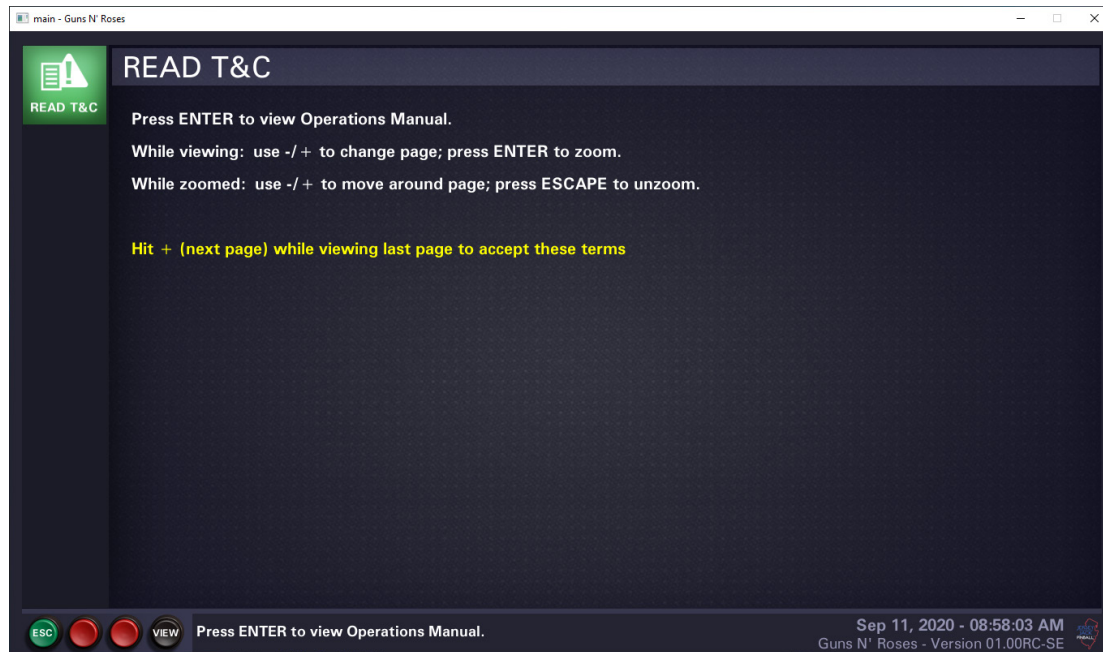 main - Guns N' Roses
READ T&C
READ T&C
Press ENTER to view Operations Manual.
While viewing: use -/+ to change page; press ENTER to zoom.
While zoomed: use -/+ to move around page; press ESCAPE to unzoom.
Hit + (next page) while viewing last page to accept these terms
ESC
VIEW
Press ENTER to view Operations Manual.
Sep 11, 2020 - 08:58:03 AM
Guns N' Roses - Version 01.00RC-SE